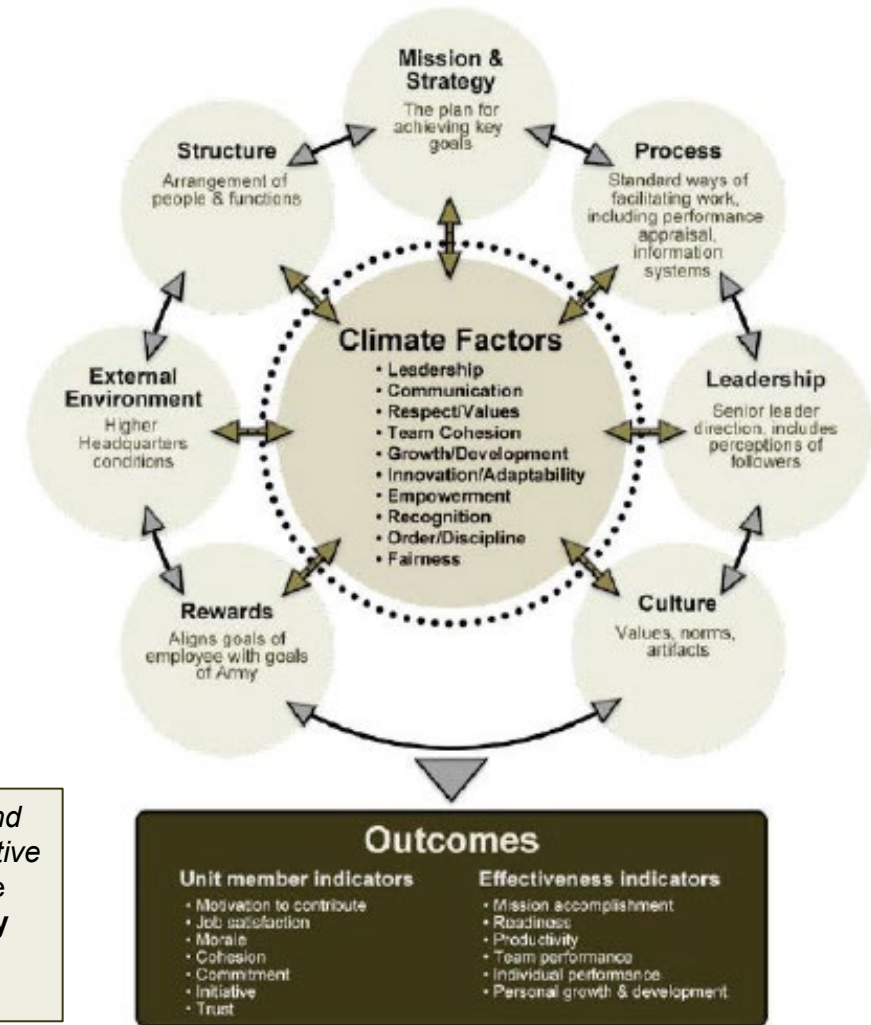 Mission &
Strategy
The plan for
achieving key
goals
Structure
Arrangement of
people & functions
Process
Standard ways of
facilitating work,
including performance
appraisal,
information
systems
External
Environment
Higher
Headquarters
conditions
Climate Factors
• Leadership
• Communication
• Respect/Values
• Team Cohesion
• Growth/Development
• Innovation/Adaptability
• Empowerment
• Recognition
• Order/Discipline
• Fairness
Leadership
Senior leader
direction, includes
perceptions of
followers
Rewards
Aligns goals of
employee with goals
of Army
Culture
Values, norms,
artifacts
Outcomes
Unit member indicators
• Motivation to contribute
• Job satisfaction
• Morale
• Cohesion
• Commitment
• Initiative
• Trust
Effectiveness indicators
• Mission accomplishment
• Readiness
• Productivity
• Team performance
• Individual performance
• Personal growth & development